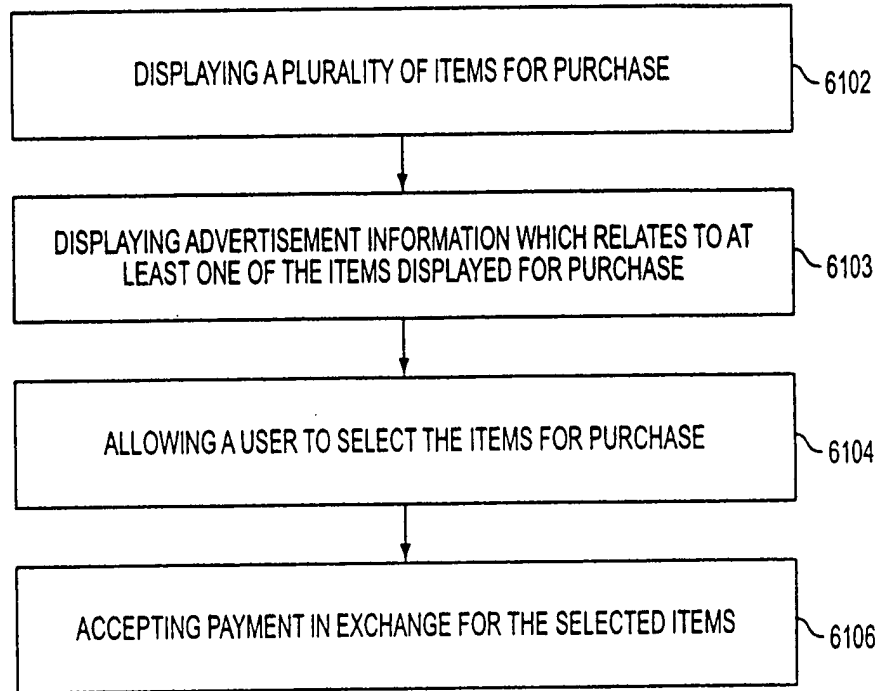 DISPLAYING A PLURALITY OF ITEMS FOR PURCHASE
6102
DISPLAYING ADVERTISEMENT INFORMATION WHICH RELATES TO AT
LEAST ONE OF THE ITEMS DISPLAYED FOR PURCHASE
6103
ALLOWING A USER TO SELECT THE ITEMS FOR PURCHASE
6104
ACCEPTING PAYMENT IN EXCHANGE FOR THE SELECTED ITEMS
6106